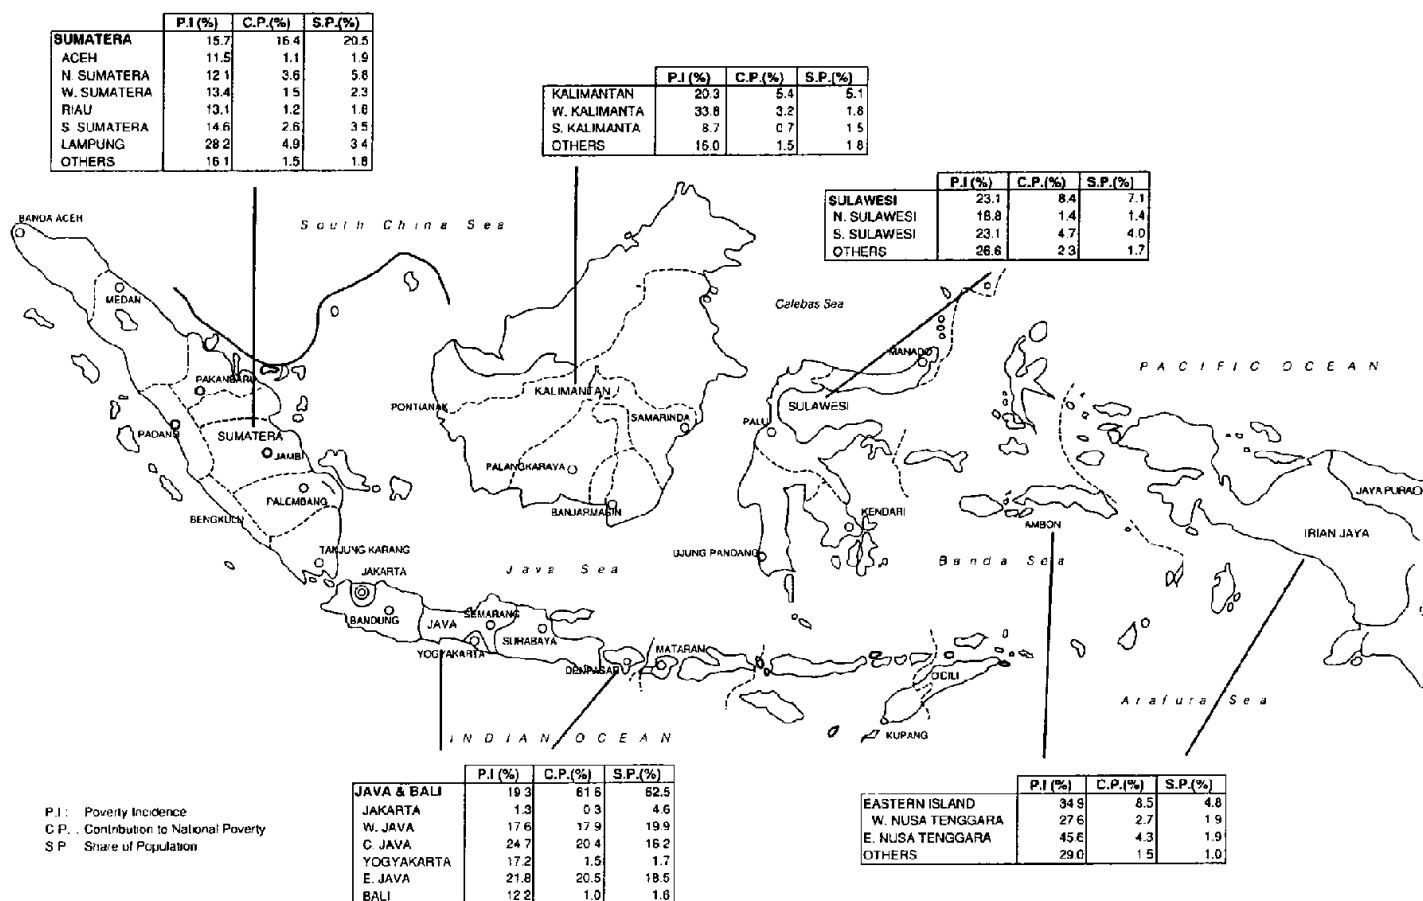 P.I (%) C.P.(%) S.P.(%)
SUMATERA 15.7 16.4 20.5
ACEH 11.5 1.1 1.9
N. SUMATERA 12.1 3.6 5.8
W. SUMATERA 13.4 1.5 2.3
RIAU 13.1 1.2 1.8
S. SUMATERA 14.6 2.6 3.5
LAMPUNG 28.2 4.9 3.4
OTHERS 16.1 1.5 1.8
P.I (%) C.P.(%) S.P.(%)
KALIMANTAN 20.3 5.4 5.1
W. KALIMANTA 33.8 3.2 1.8
S. KALIMANTA 8.7 0.7 1.5
OTHERS 16.0 1.5 1.8
P.I (%) C.P.(%) S.P.(%)
SULAWESI 23.1 8.4 7.1
N. SULAWESI 18.8 1.4 1.4
S. SULAWESI 23.1 4.7 4.0
OTHERS 26.6 2.3 1.7
BANDA ACEH
South China Sea
MEDAN
Calebas Sea
MANADO
PACIFIC OCEAN
PAKANBARU
KALIMANTAN
PONTIANAK
SULAWESI
SAMARINDA
PALU
PADANG
SUMATERA
JAMBI
PALANGKARAYA
PALEMBANG
JAYA PURA
BENGKULU
BANJARMASIN
KENDARI
AMBON
IRIAN JAYA
TANJUNG KARANG
UJUNG PANDANG
JAKARTA
Java Sea
Banda Sea
BANDUNG
JAVA
SEMARANG
SURABAYA
YOGYAKARTA
DENPASAR
MATARAN
DILI
Arafura Sea
INDIAN OCEAN
KUPANG
P.I (%) C.P.(%) S.P.(%)
JAVA & BALI 19.3 61.6 62.5
JAKARTA 1.3 0.3 4.6
W. JAVA 17.6 17.9 19.9
C. JAVA 24.7 20.4 16.2
YOGYAKARTA 17.2 1.5 1.7
E. JAVA 21.8 20.5 18.5
BALI 12.2 1.0 1.6
P.I (%) C.P.(%) S.P.(%)
EASTERN ISLAND 34.9 8.5 4.8
W. NUSA TENGGARA 27.6 2.7 1.9
E. NUSA TENGGARA 45.6 4.3 1.9
OTHERS 29.0 1.5 1.0
P.I : Poverty Incidence
C.P. : Contribution to National Poverty
S.P Share of Population